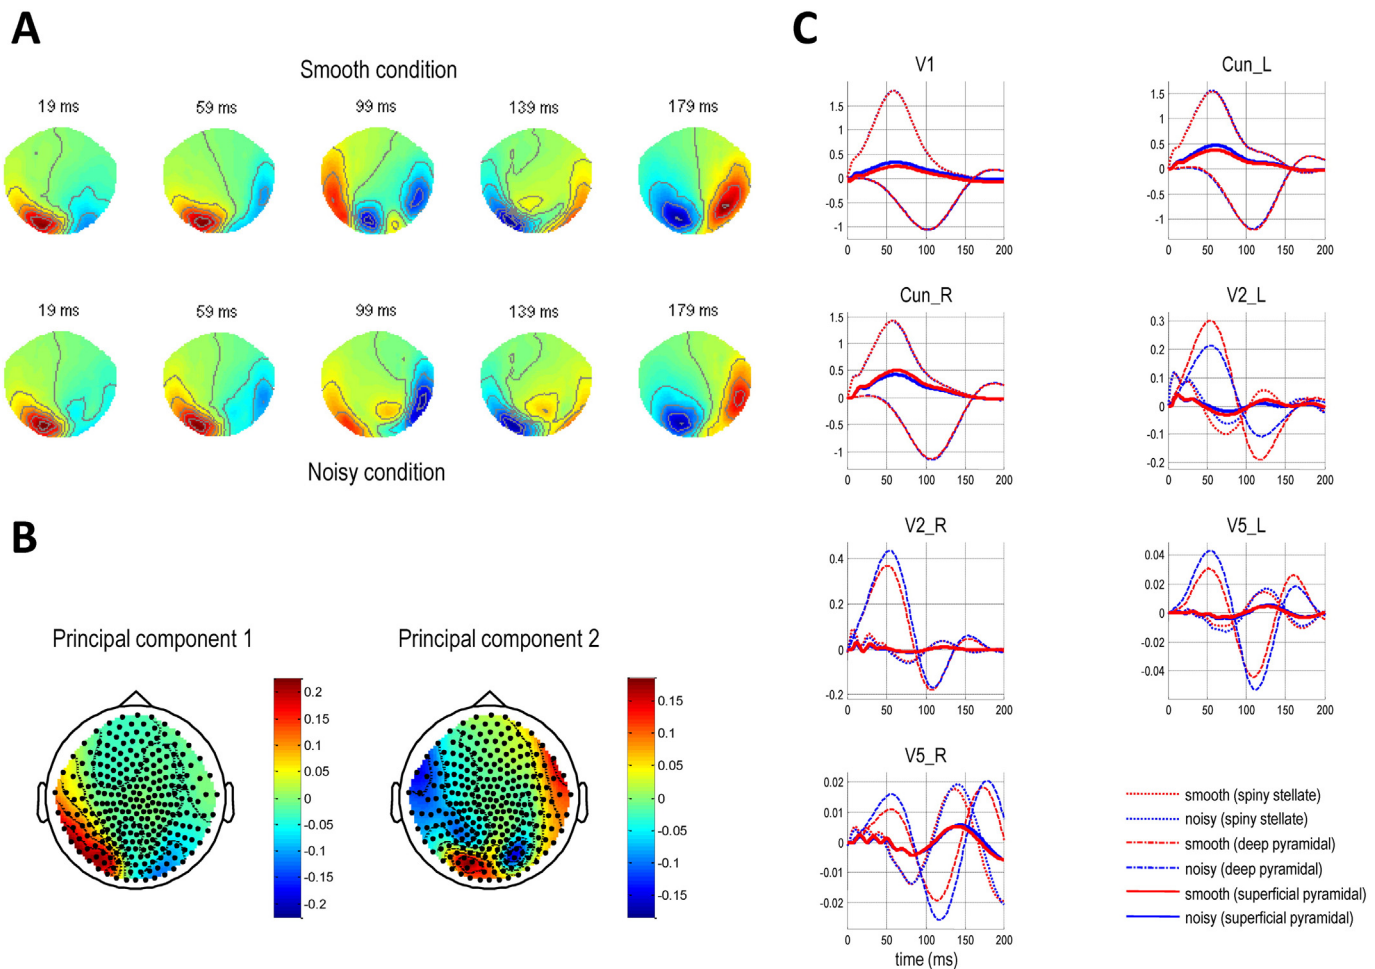 A
Smooth condition
19 ms 59 ms 99 ms 139 ms 179 ms
19 ms 59 ms 99 ms 139 ms 179 ms
Noisy condition
B
Principal component 1
0.2
0.15
0.1
0.05
0
-0.05
-0.1
-0.15
-0.2
Principal component 2
0.15
0.1
0.05
0
-0.05
-0.1
-0.15
C
V1
1.5
1
0.5
0
-0.5
-1
0 50 100 150 200
Cun_L
1.5
1
0.5
0
-0.5
-1
0 50 100 150 200
Cun_R
1.5
1
0.5
0
-0.5
-1
0 50 100 150 200
V2_L
0.3
0.2
0.1
0
-0.1
-0.2
0 50 100 150 200
V2_R
0.4
0.2
0
-0.2
0 50 100 150 200
V5_L
0.04
0.02
0
-0.02
-0.04
0 50 100 150 200
V5_R
0.02
0.01
0
-0.01
-0.02
0 50 100 150 200
time (ms)
smooth (spiny stellate)
noisy (spiny stellate)
smooth (deep pyramidal)
noisy (deep pyramidal)
smooth (superficial pyramidal)
noisy (superficial pyramidal)